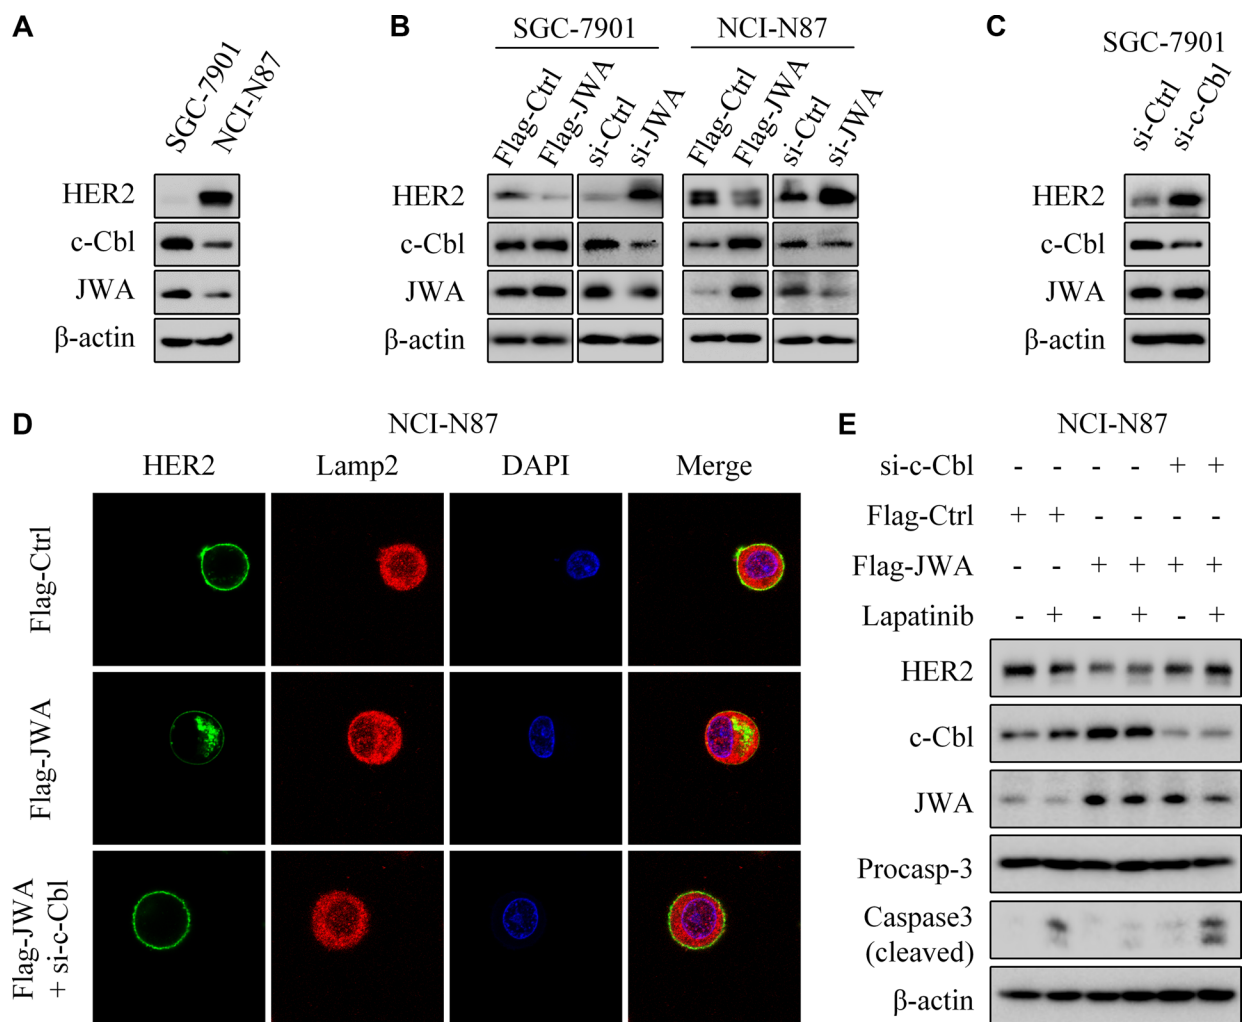 A
SGC-7901
NCI-N87
HER2
c-Cbl
JWA
β-actin
B
SGC-7901
NCI-N87
Flag-Ctrl
Flag-JWA
si-Ctrl
si-JWA
Flag-Ctrl
Flag-JWA
si-Ctrl
si-JWA
HER2
c-Cbl
JWA
β-actin
C
SGC-7901
si-Ctrl
si-c-Cbl
HER2
c-Cbl
JWA
β-actin
D
NCI-N87
HER2 Lamp2 DAPI Merge
Flag-Ctrl
Flag-JWA
Flag-JWA
+ si-c-Cbl
E
NCI-N87
si-c-Cbl - - - - + +
Flag-Ctrl + + - - - -
Flag-JWA - - + + + +
Lapatinib - + - + - +
HER2
c-Cbl
JWA
Procasp-3
Caspase3
(cleaved)
β-actin